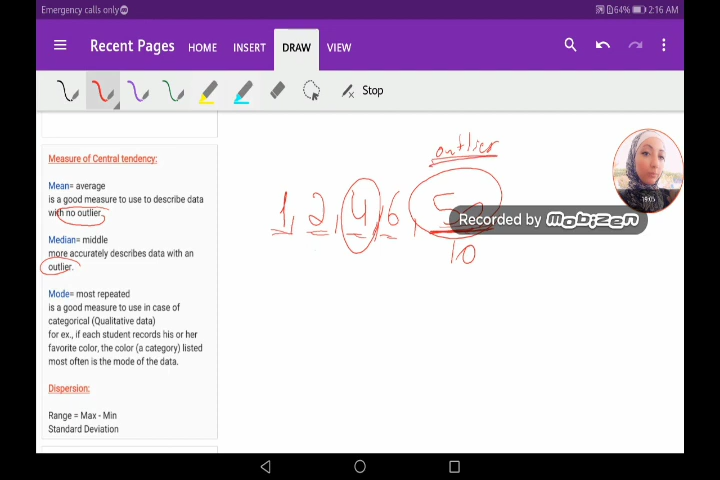 Emergency calls only
64% 2:16 AM
Recent Pages HOME INSERT DRAW VIEW
Stop
Measure of Central tendency:
Mean= average
is a good measure to use to describe data
with no outlier.
Median= middle
more accurately describes data with an
outlier.
Mode= most repeated
is a good measure to use in case of
categorical (Qualitative data)
for ex., if each student records his or her
favorite color, the color (a category) listed
most often is the mode of the data.
Dispersion:
Range = Max - Min
Standard Deviation
outlier
1, 2, 4, 6,
10
19:05
Recorded by mobizen